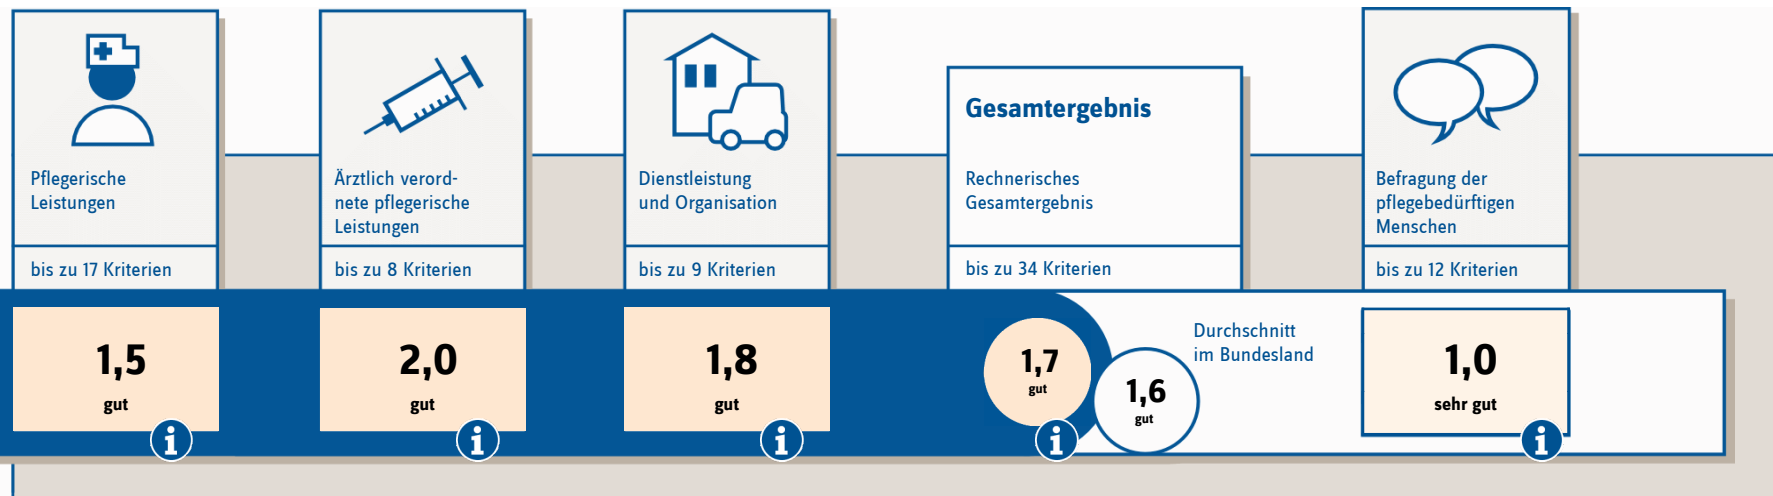 Pflegerische
Leistungen
bis zu 17 Kriterien
1,5
gut
i
Ärztlich verord-
nete pflegerische
Leistungen
bis zu 8 Kriterien
2,0
gut
i
Dienstleistung
und Organisation
bis zu 9 Kriterien
1,8
gut
i
Gesamtergebnis
Rechnerisches
Gesamtergebnis
bis zu 34 Kriterien
1,7
gut
i
1,6
gut
Durchschnitt
im Bundesland
Befragung der
pflegebedürftigen
Menschen
bis zu 12 Kriterien
1,0
sehr gut
i